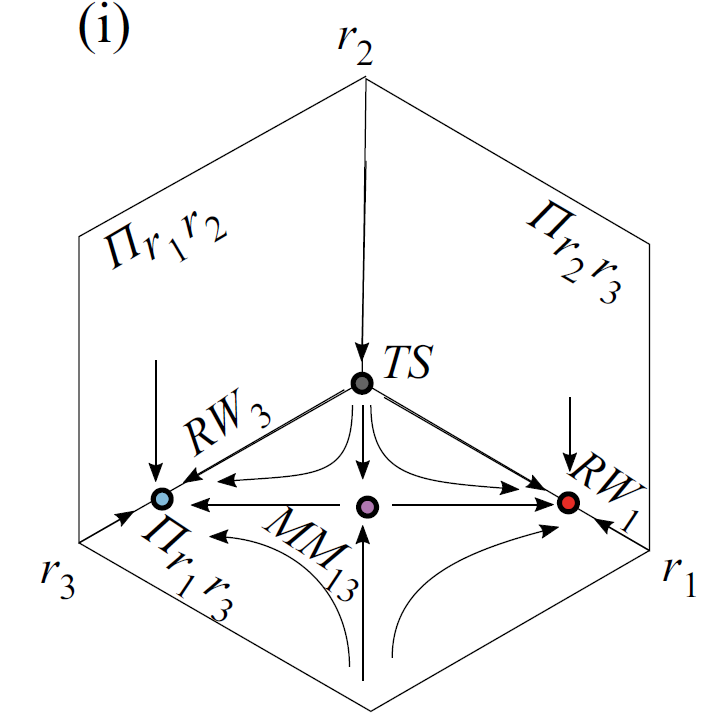 (i)
r₂
Πr₁r₂
Πr₂r₃
TS
RW₃
RW₁
MM₁₃
Πr₁r₃
r₃
r₁